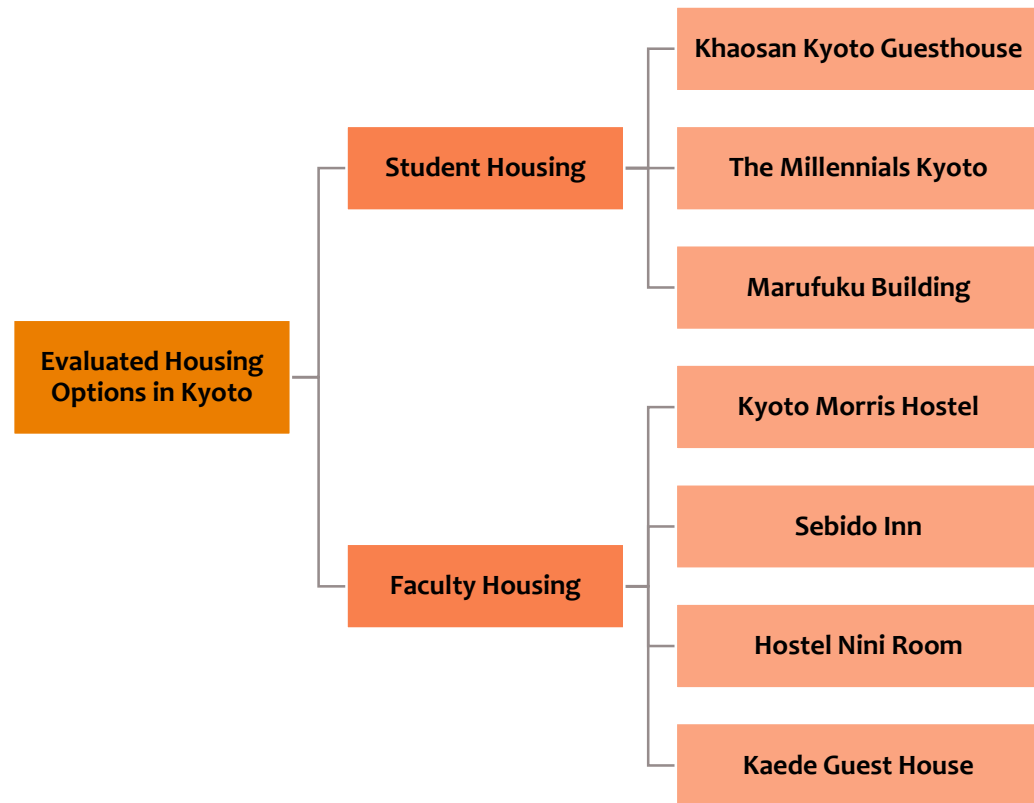 Evaluated Housing
Options in Kyoto
Student Housing
Khaosan Kyoto Guesthouse
The Millennials Kyoto
Marufuku Building
Faculty Housing
Kyoto Morris Hostel
Sebido Inn
Hostel Nini Room
Kaede Guest House